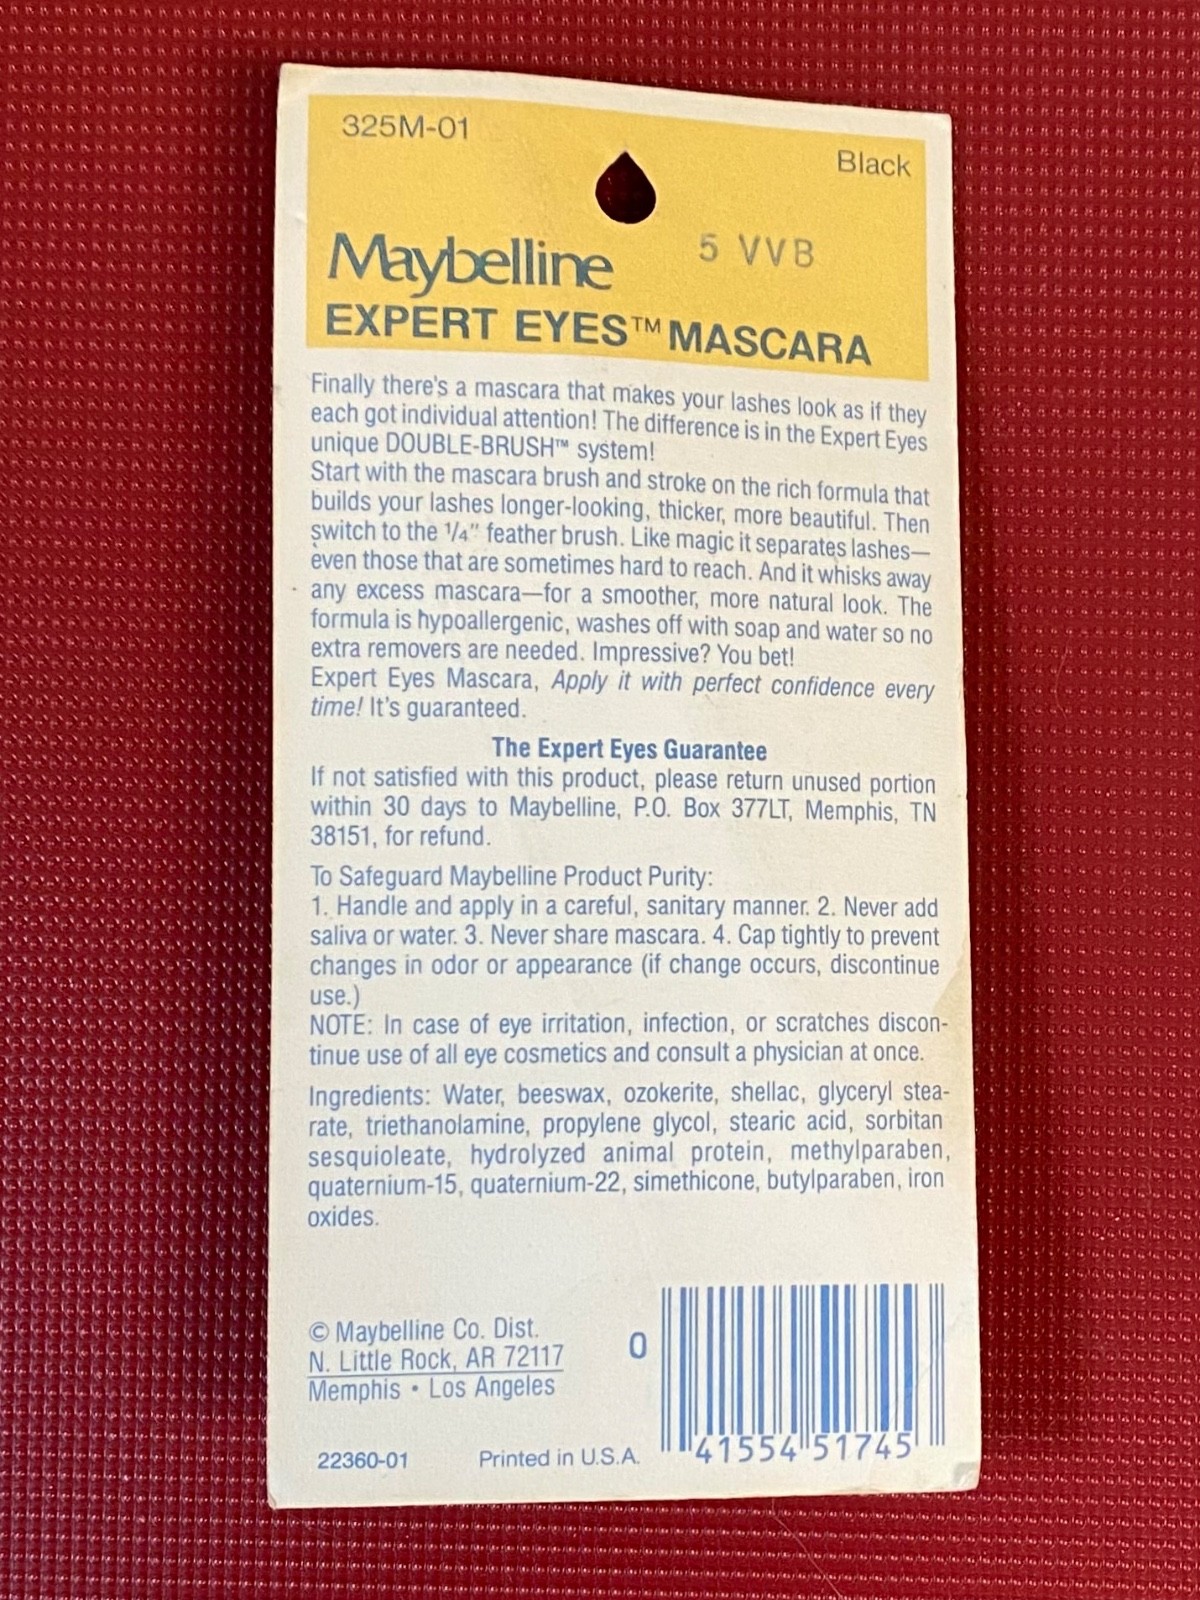 325M-01
Black
5 VVB
Maybelline
EXPERT EYES™ MASCARA
Finally there's a mascara that makes your lashes look as if they
each got individual attention! The difference is in the Expert Eyes
unique DOUBLE-BRUSH™ system!
Start with the mascara brush and stroke on the rich formula that
builds your lashes longer-looking, thicker, more beautiful. Then
switch to the 1/4" feather brush. Like magic it separates lashes—
even those that are sometimes hard to reach. And it whisks away
any excess mascara—for a smoother, more natural look. The
formula is hypoallergenic, washes off with soap and water so no
extra removers are needed. Impressive? You bet!
Expert Eyes Mascara, Apply it with perfect confidence every
time! It's guaranteed.
The Expert Eyes Guarantee
If not satisfied with this product, please return unused portion
within 30 days to Maybelline, P.O. Box 377LT, Memphis, TN
38151, for refund.
To Safeguard Maybelline Product Purity:
1. Handle and apply in a careful, sanitary manner. 2. Never add
saliva or water. 3. Never share mascara. 4. Cap tightly to prevent
changes in odor or appearance (if change occurs, discontinue
use.)
NOTE: In case of eye irritation, infection, or scratches discon-
tinue use of all eye cosmetics and consult a physician at once.
Ingredients: Water, beeswax, ozokerite, shellac, glyceryl stea-
rate, triethanolamine, propylene glycol, stearic acid, sorbitan
sesquioleate, hydrolyzed animal protein, methylparaben,
quaternium-15, quaternium-22, simethicone, butylparaben, iron
oxides.
© Maybelline Co. Dist.
N. Little Rock, AR 72117
Memphis • Los Angeles
22360-01 Printed in U.S.A.
0 41554 51745